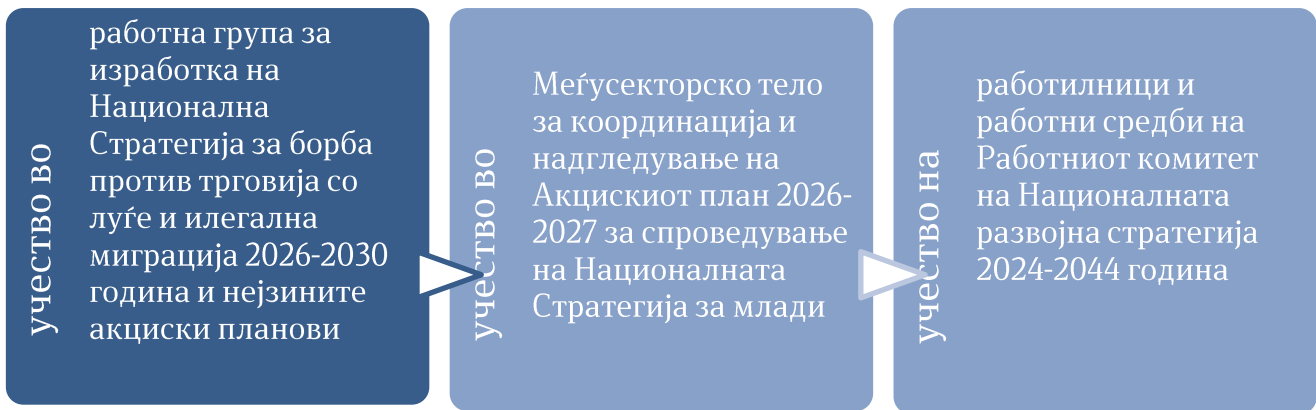 учество во
работна група за
изработка на
Национална
Стратегија за борба
против трговија со
луѓе и илегална
миграција 2026-2030
година и нејзините
акциски планови
учество во
Меѓусекторско тело
за координација и
надгледување на
Акцискиот план 2026-
2027 за спроведување
на Националната
Стратегија за млади
учество на
работилници и
работни средби на
Работниот комитет
на Националната
развојна стратегија
2024-2044 година